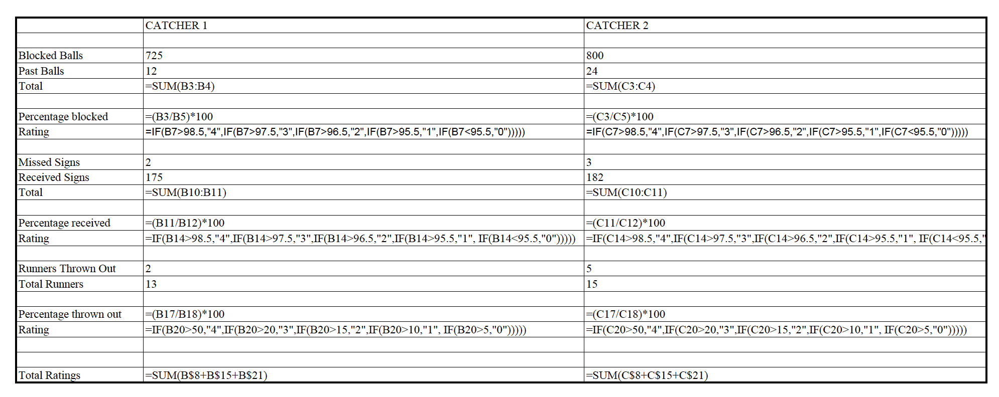 CATCHER 1 CATCHER 2
Blocked Balls 725 800
Past Balls 12 24
Total =SUM(B3:B4) =SUM(C3:C4)
Percentage blocked =(B3/B5)*100 =(C3/C5)*100
Rating =IF(B7>98.5,"4",IF(B7>97.5,"3",IF(B7>96.5,"2",IF(B7>95.5,"1",IF(B7<95.5,"0"))))) =IF(C7>98.5,"4",IF(C7>97.5,"3",IF(C7>96.5,"2",IF(C7>95.5,"1",IF(C7<95.5,"0")))))
Missed Signs 2 3
Received Signs 175 182
Total =SUM(B10:B11) =SUM(C10:C11)
Percentage received =(B11/B12)*100 =(C11/C12)*100
Rating =IF(B14>98.5,"4",IF(B14>97.5,"3",IF(B14>96.5,"2",IF(B14>95.5,"1", IF(B14<95.5,"0"))))) =IF(C14>98.5,"4",IF(C14>97.5,"3",IF(C14>96.5,"2",IF(C14>95.5,"1", IF(C14<95.5,"
Runners Thrown Out 2 5
Total Runners 13 15
Percentage thrown out =(B17/B18)*100 =(C17/C18)*100
Rating =IF(B20>50,"4",IF(B20>20,"3",IF(B20>15,"2",IF(B20>10,"1", IF(B20>5,"0"))))) =IF(C20>50,"4",IF(C20>20,"3",IF(C20>15,"2",IF(C20>10,"1", IF(C20>5,"0")))))
Total Ratings =SUM(B$8+B$15+B$21) =SUM(C$8+C$15+C$21)